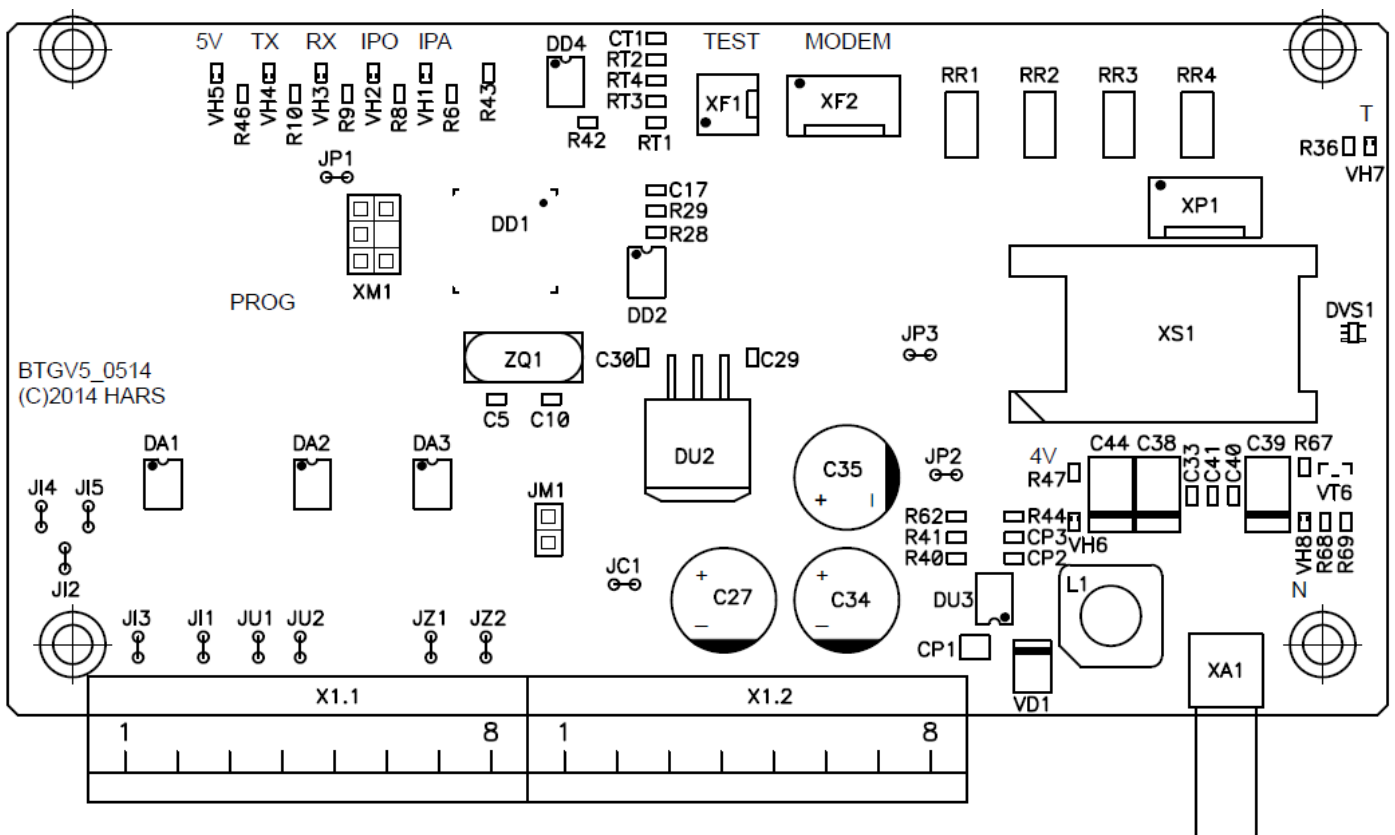 5V TX RX IPO IPA DD4 CT1 TEST MODEM
RT2
RT4
RT3
VH5 R46 VH4 R10 VH3 R9 VH2 R8 VH1 R6 R43
R42 RT1
XF1 XF2
RR1 RR2 RR3 RR4
T
R36
VH7
JP1
DD1
C17
R29
R28
XP1
XM1
PROG
DD2
DVS1
XS1
JP3
ZQ1
C30 C29
BTGV5_0514
(C)2014 HARS
C5 C10
DA1 DA2 DA3
DU2
C35
+ –
JP2
4V
R47
C44 C38
C33 C41 C40
C39
R67
VT6
JI4 JI5
JM1
R62 R44
R41 CP3
R40 CP2
VH6
VH8 R68 R69
JI2
JC1
+
C27
–
+
C34
–
DU3
L1
N
JI3 JI1 JU1 JU2 JZ1 JZ2
CP1
VD1
XA1
X1.1 X1.2
1 8 1 8